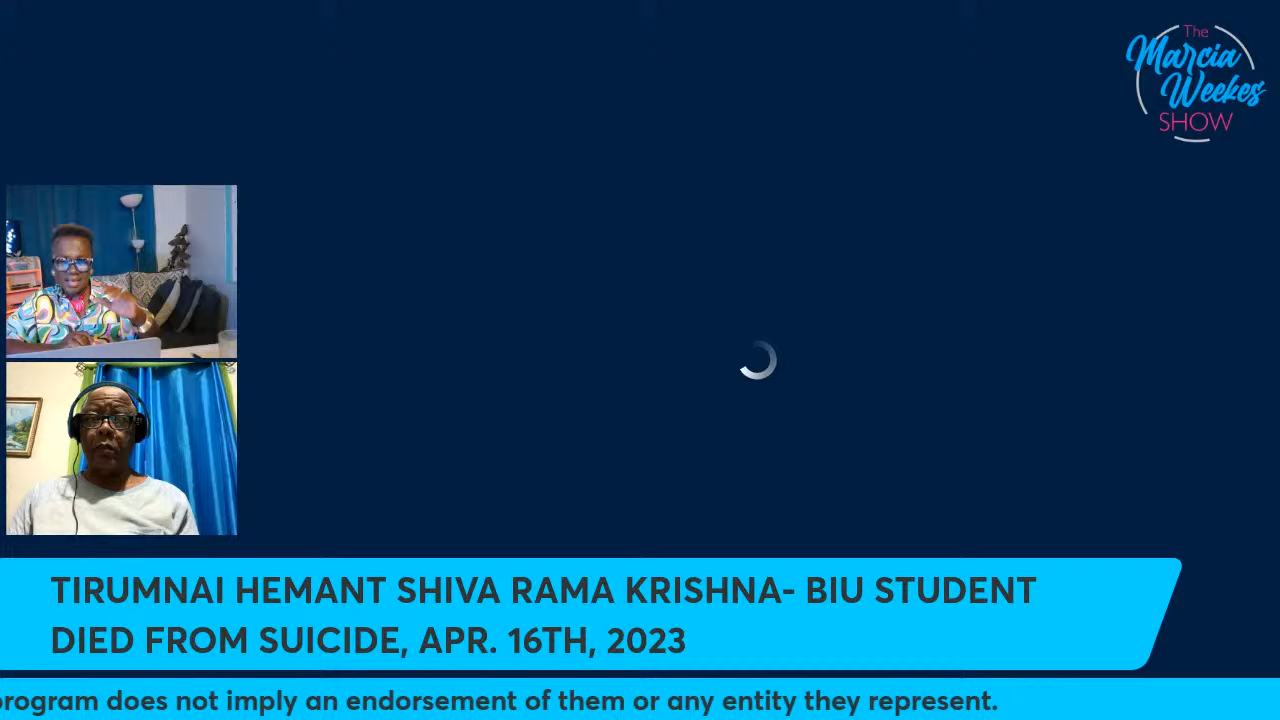 The
Marcia
Weekes
SHOW
TIRUMNAI HEMANT SHIVA RAMA KRISHNA- BIU STUDENT
DIED FROM SUICIDE, APR. 16TH, 2023
program does not imply an endorsement of them or any entity they represent.